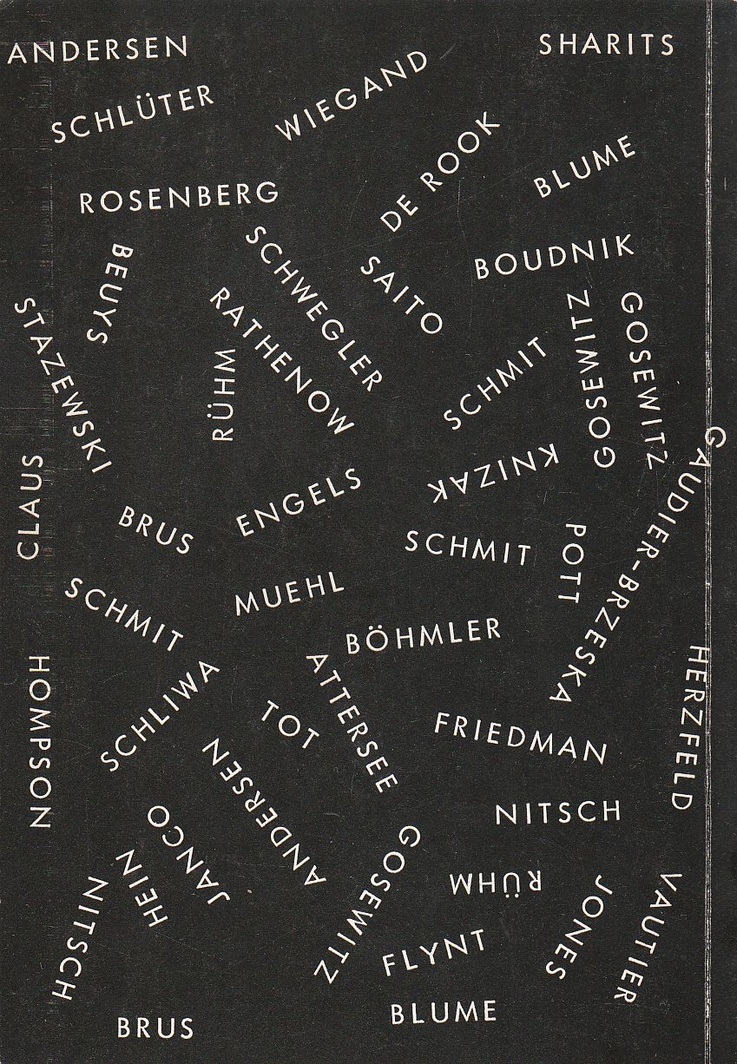 ANDERSEN
SHARITS
SCHLÜTER
WIEGAND
DE ROOK
BLUME
ROSENBERG
BEUYS
SCHWEGLER
SAITO
BOUDNIK
STAZEWSKI
RATHENOW
RÜHM
SCHMIT
GOSEWITZ
GOSEWITZ
GAUDIER-BRZESKA
CLAUS
BRUS
ENGELS
KNIZAK
SCHMIT
POTT
SCHMIT
MUEHL
BÖHMLER
HOMPSON
SCHLIWA
TOT
ATTERSEE
FRIEDMAN
HERZFELD
ANDERSEN
NITSCH
JANCO
HEIN
NITSCH
GOSEWITZ
RÜHM
JONES
VAUTIER
FLYNT
BRUS
BLUME